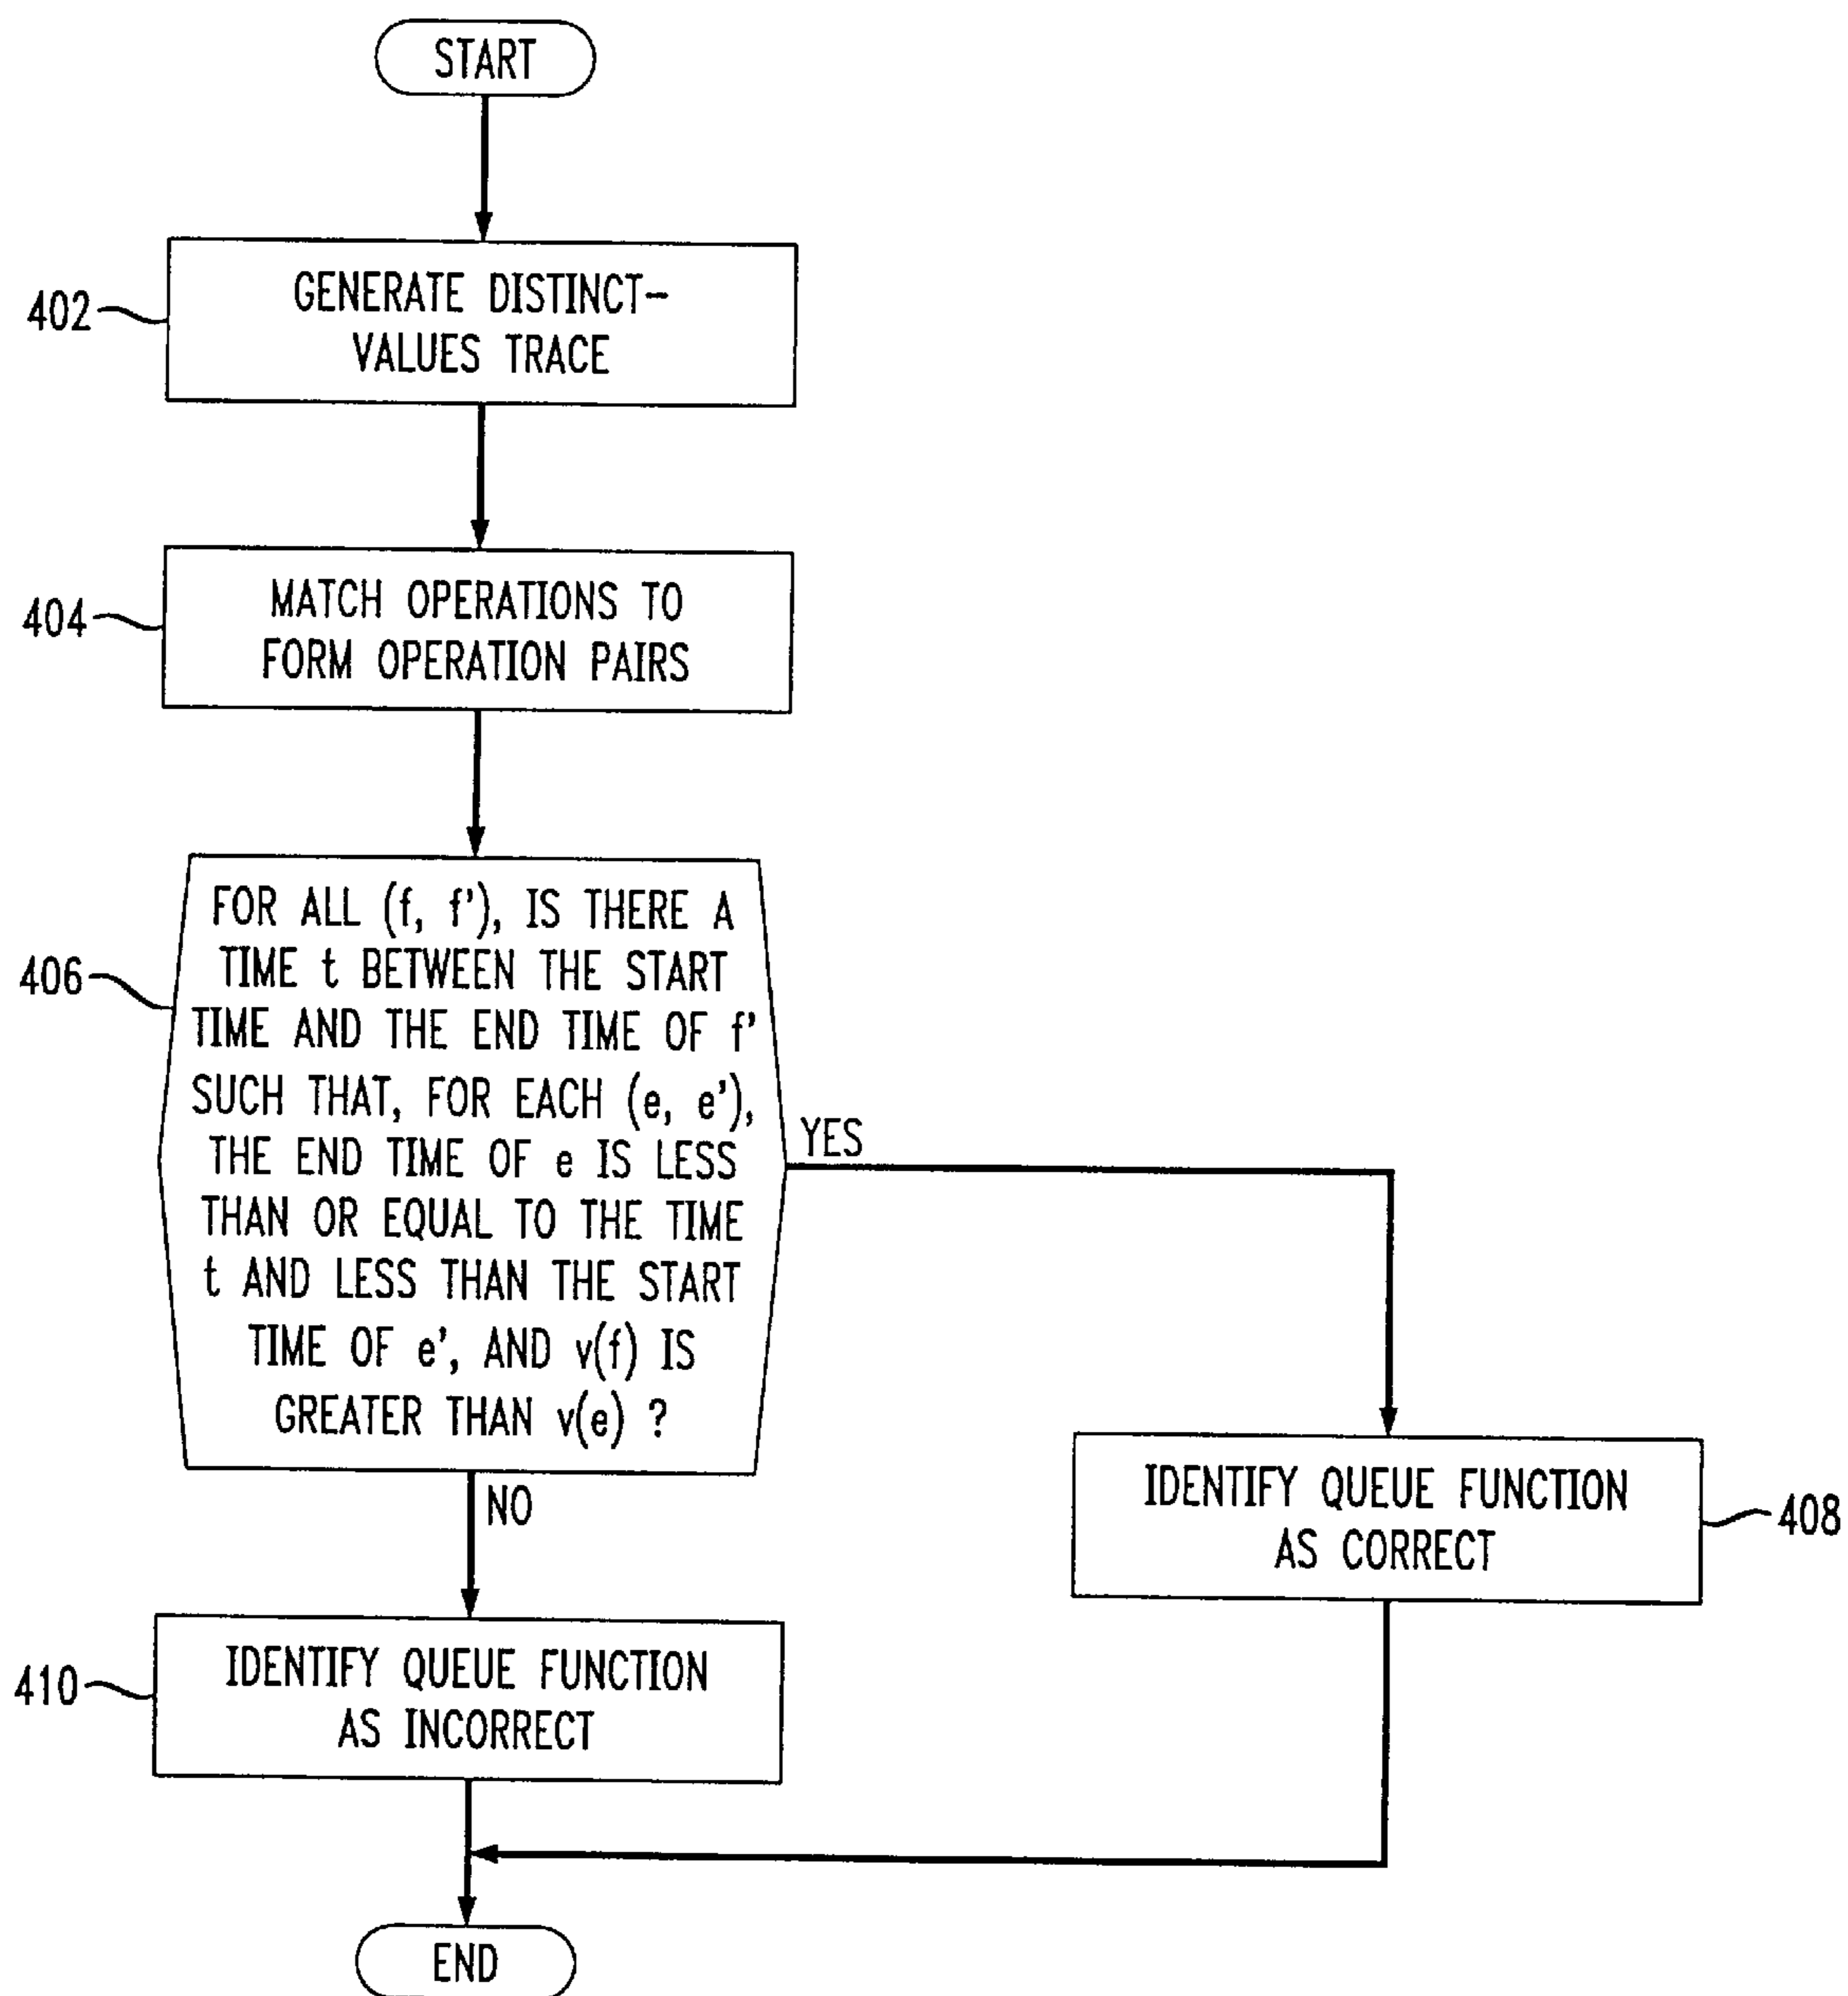 START
402
GENERATE DISTINCT-
VALUES TRACE
404
MATCH OPERATIONS TO
FORM OPERATION PAIRS
406
FOR ALL (f, f'), IS THERE A
TIME t BETWEEN THE START
TIME AND THE END TIME OF f'
SUCH THAT, FOR EACH (e, e'),
THE END TIME OF e IS LESS
THAN OR EQUAL TO THE TIME
t AND LESS THAN THE START
TIME OF e', AND v(f) IS
GREATER THAN v(e) ?
YES
NO
IDENTIFY QUEUE FUNCTION
AS CORRECT
408
410
IDENTIFY QUEUE FUNCTION
AS INCORRECT
END